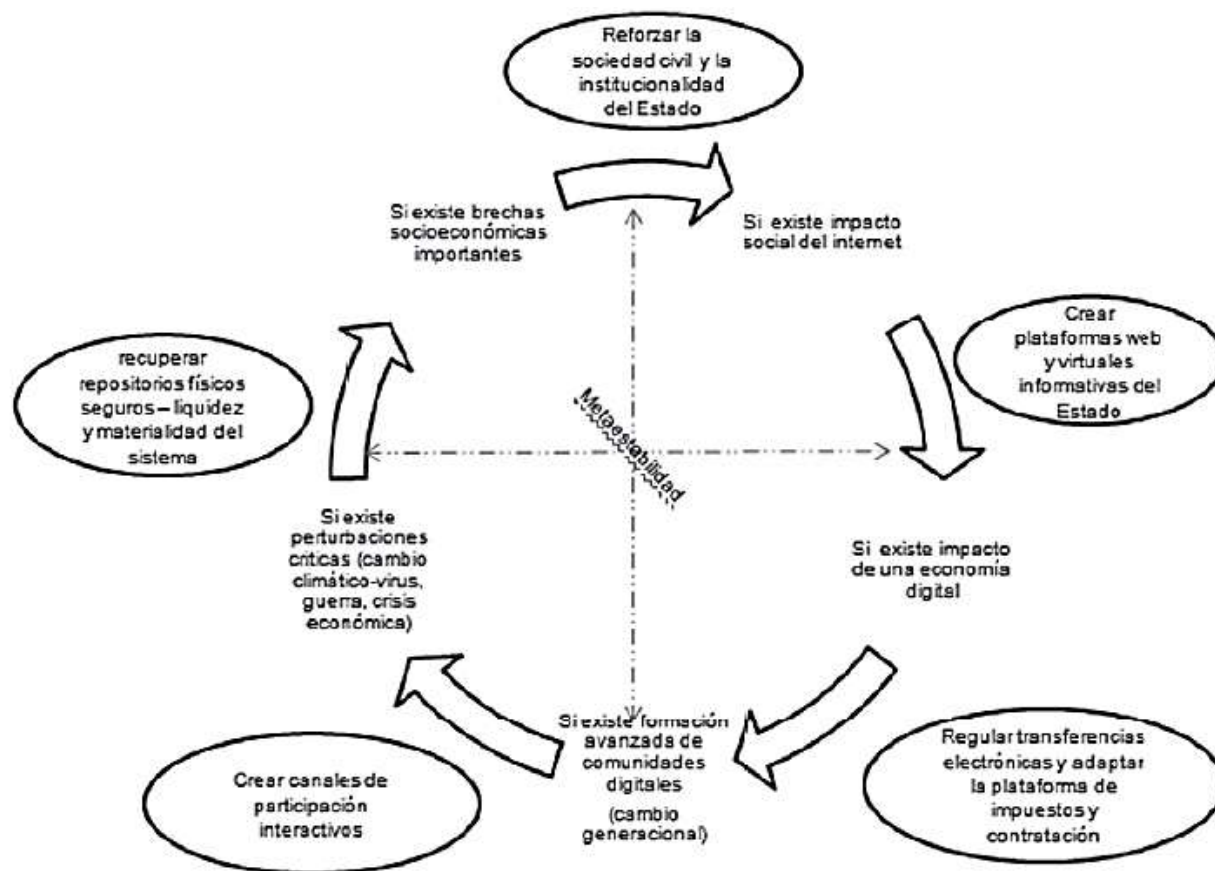 Reforzar la
sociedad civil y la
institucionalidad
del Estado
Si existe brechas
socioeconómicas
importantes
Si existe impacto
social del internet
Crear
plataformas web
y virtuales
informativas del
Estado
recuperar
repositorios físicos
seguros – liquidez
y materialidad del
sistema
Metaestabilidad
Si existe
perturbaciones
criticas (cambio
climático-virus,
guerra, crisis
económica)
Si existe impacto
de una economía
digital
Si existe formación
avanzada de
comunidades
digitales
(cambio
generacional)
Regular transferencias
electrónicas y adaptar
la plataforma de
impuestos y
contratación
Crear canales de
participación
interactivos